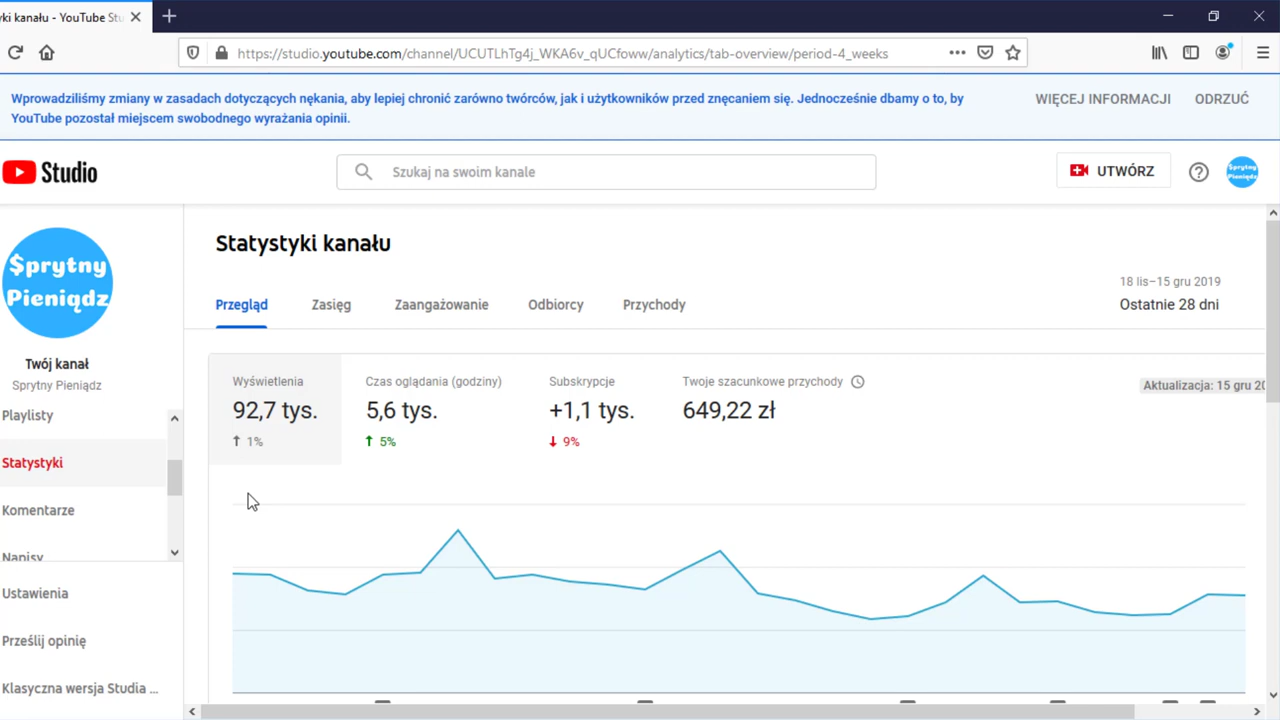 ki kanału - YouTube Stu
https://studio.youtube.com/channel/UCUTLhTg4j_WKA6v_qUCfoww/analytics/tab-overview/period-4_weeks
Wprowadziliśmy zmiany w zasadach dotyczących nękania, aby lepiej chronić zarówno twórców, jak i użytkowników przed znęcaniem się. Jednocześnie dbamy o to, by
YouTube pozostał miejscem swobodnego wyrażania opinii.
WIĘCEJ INFORMACJI
ODRZUĆ
Studio
Szukaj na swoim kanale
UTWÓRZ
$prytny
Pieniądz
$prytny
Pieniądz
Twój kanał
Sprytny Pieniądz
Playlisty
Statystyki
Komentarze
Napisy
Ustawienia
Prześlij opinię
Klasyczna wersja Studia ...
Statystyki kanału
Przegląd
Zasięg
Zaangażowanie
Odbiorcy
Przychody
18 lis–15 gru 2019
Ostatnie 28 dni
Wyświetlenia
92,7 tys.
1%
Czas oglądania (godziny)
5,6 tys.
5%
Subskrypcje
+1,1 tys.
9%
Twoje szacunkowe przychody
649,22 zł
Aktualizacja: 15 gru 20